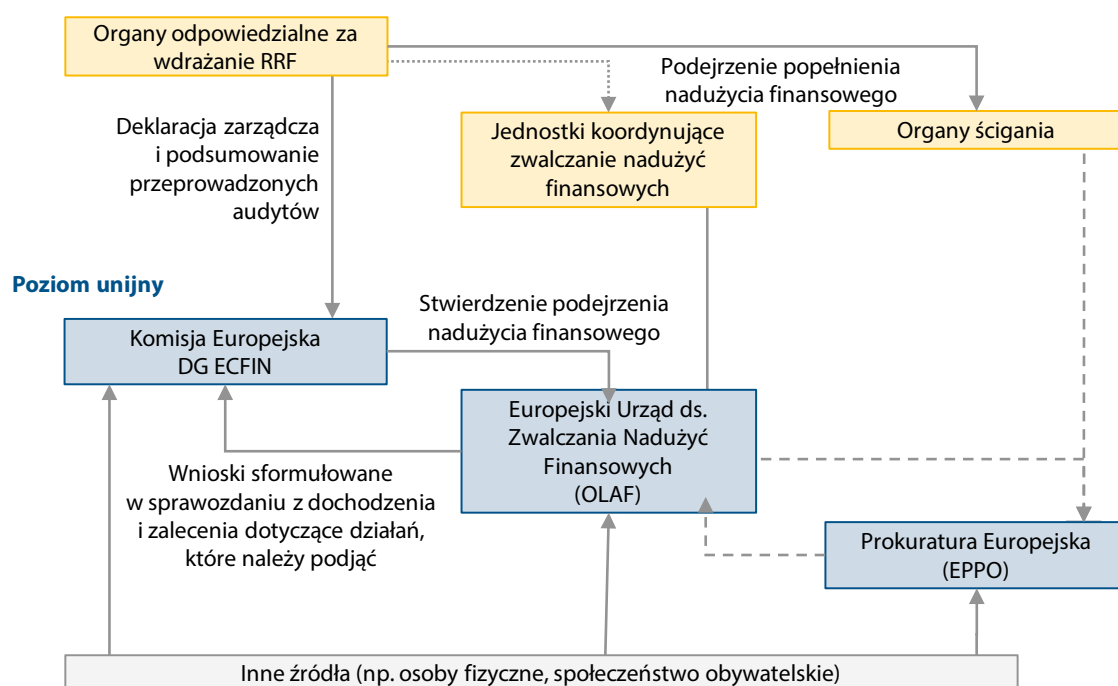 Organy odpowiedzialne za
wdrażanie RRF
Podejrzenie popełnienia
nadużycia finansowego
Deklaracja zarządcza
i podsumowanie
przeprowadzonych
audytów
Jednostki koordynujące
zwalczanie nadużyć
finansowych
Organy ścigania
Poziom unijny
Stwierdzenie podejrzenia
nadużycia finansowego
Komisja Europejska
DG ECFIN
Europejski Urząd ds.
Zwalczania Nadużyć
Finansowych
(OLAF)
Wnioski sformułowane
w sprawozdaniu z dochodzenia
i zalecenia dotyczące działań,
które należy podjąć
Prokuratura Europejska
(EPPO)
Inne źródła (np. osoby fizyczne, społeczeństwo obywatelskie)